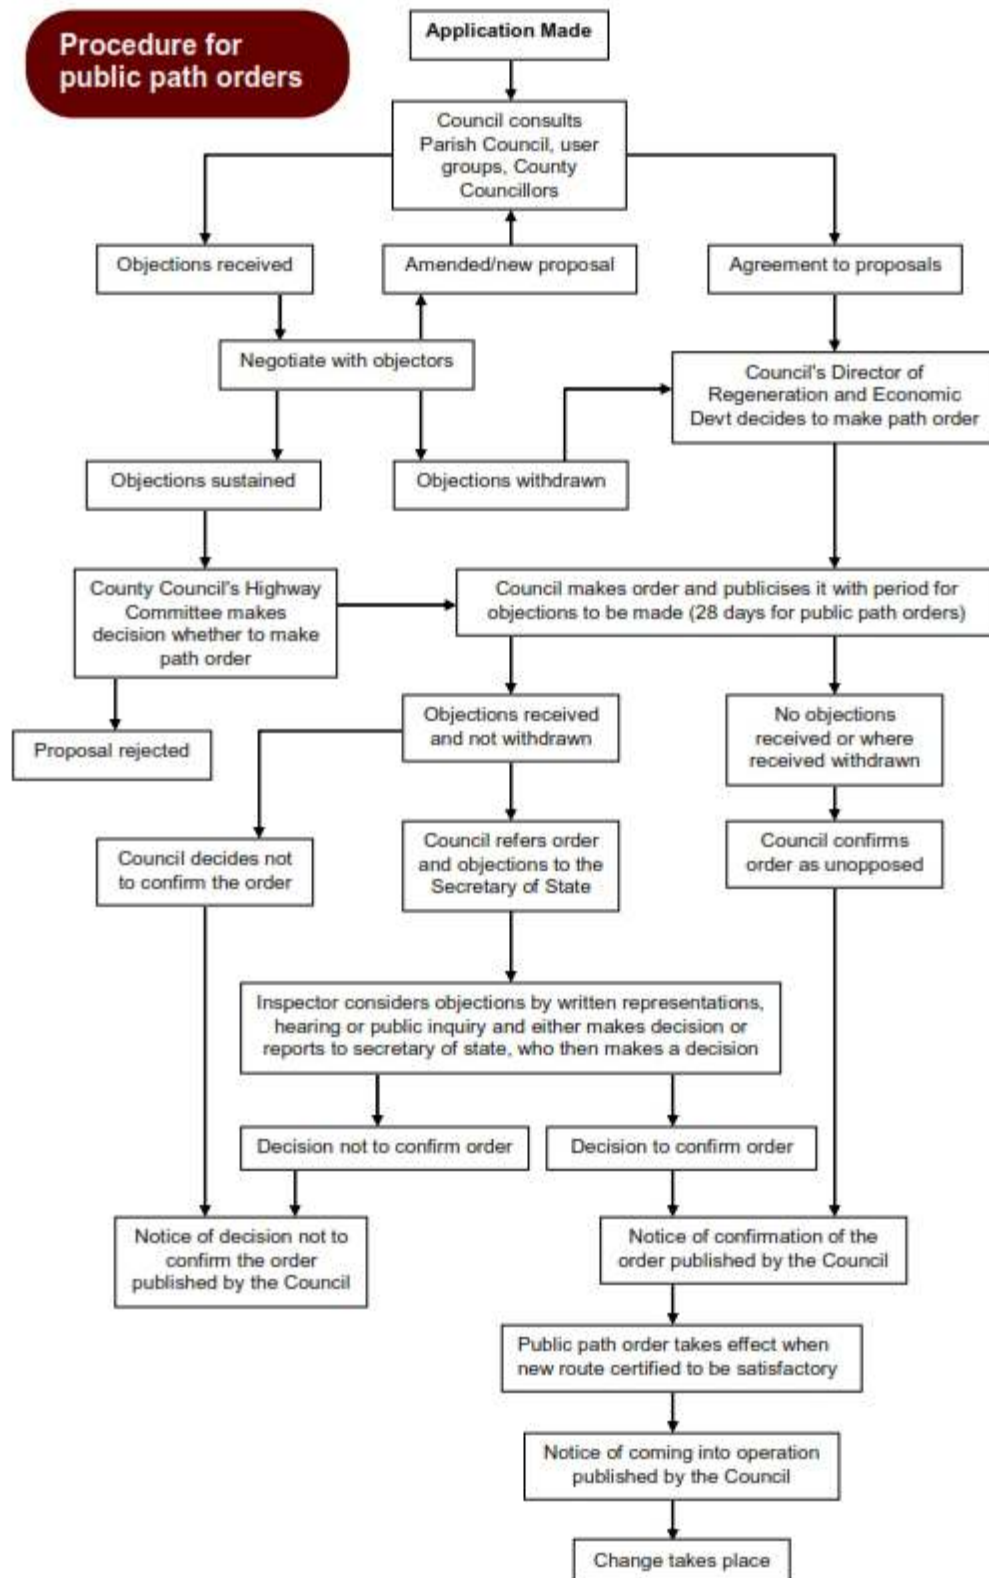 Procedure for
public path orders
Application Made
Council consults
Parish Council, user
groups, County
Councillors
Objections received
Amended/new proposal
Agreement to proposals
Negotiate with objectors
Council's Director of
Regeneration and Economic
Devt decides to make path order
Objections sustained
Objections withdrawn
County Council's Highway
Committee makes
decision whether to make
path order
Council makes order and publicises it with period for
objections to be made (28 days for public path orders)
Proposal rejected
Objections received
and not withdrawn
No objections
received or where
received withdrawn
Council decides not
to confirm the order
Council refers order
and objections to the
Secretary of State
Council confirms
order as unopposed
Inspector considers objections by written representations,
hearing or public inquiry and either makes decision or
reports to secretary of state, who then makes a decision
Decision not to confirm order
Decision to confirm order
Notice of decision not to
confirm the order
published by the Council
Notice of confirmation of the
order published by the Council
Public path order takes effect when
new route certified to be satisfactory
Notice of coming into operation
published by the Council
Change takes place